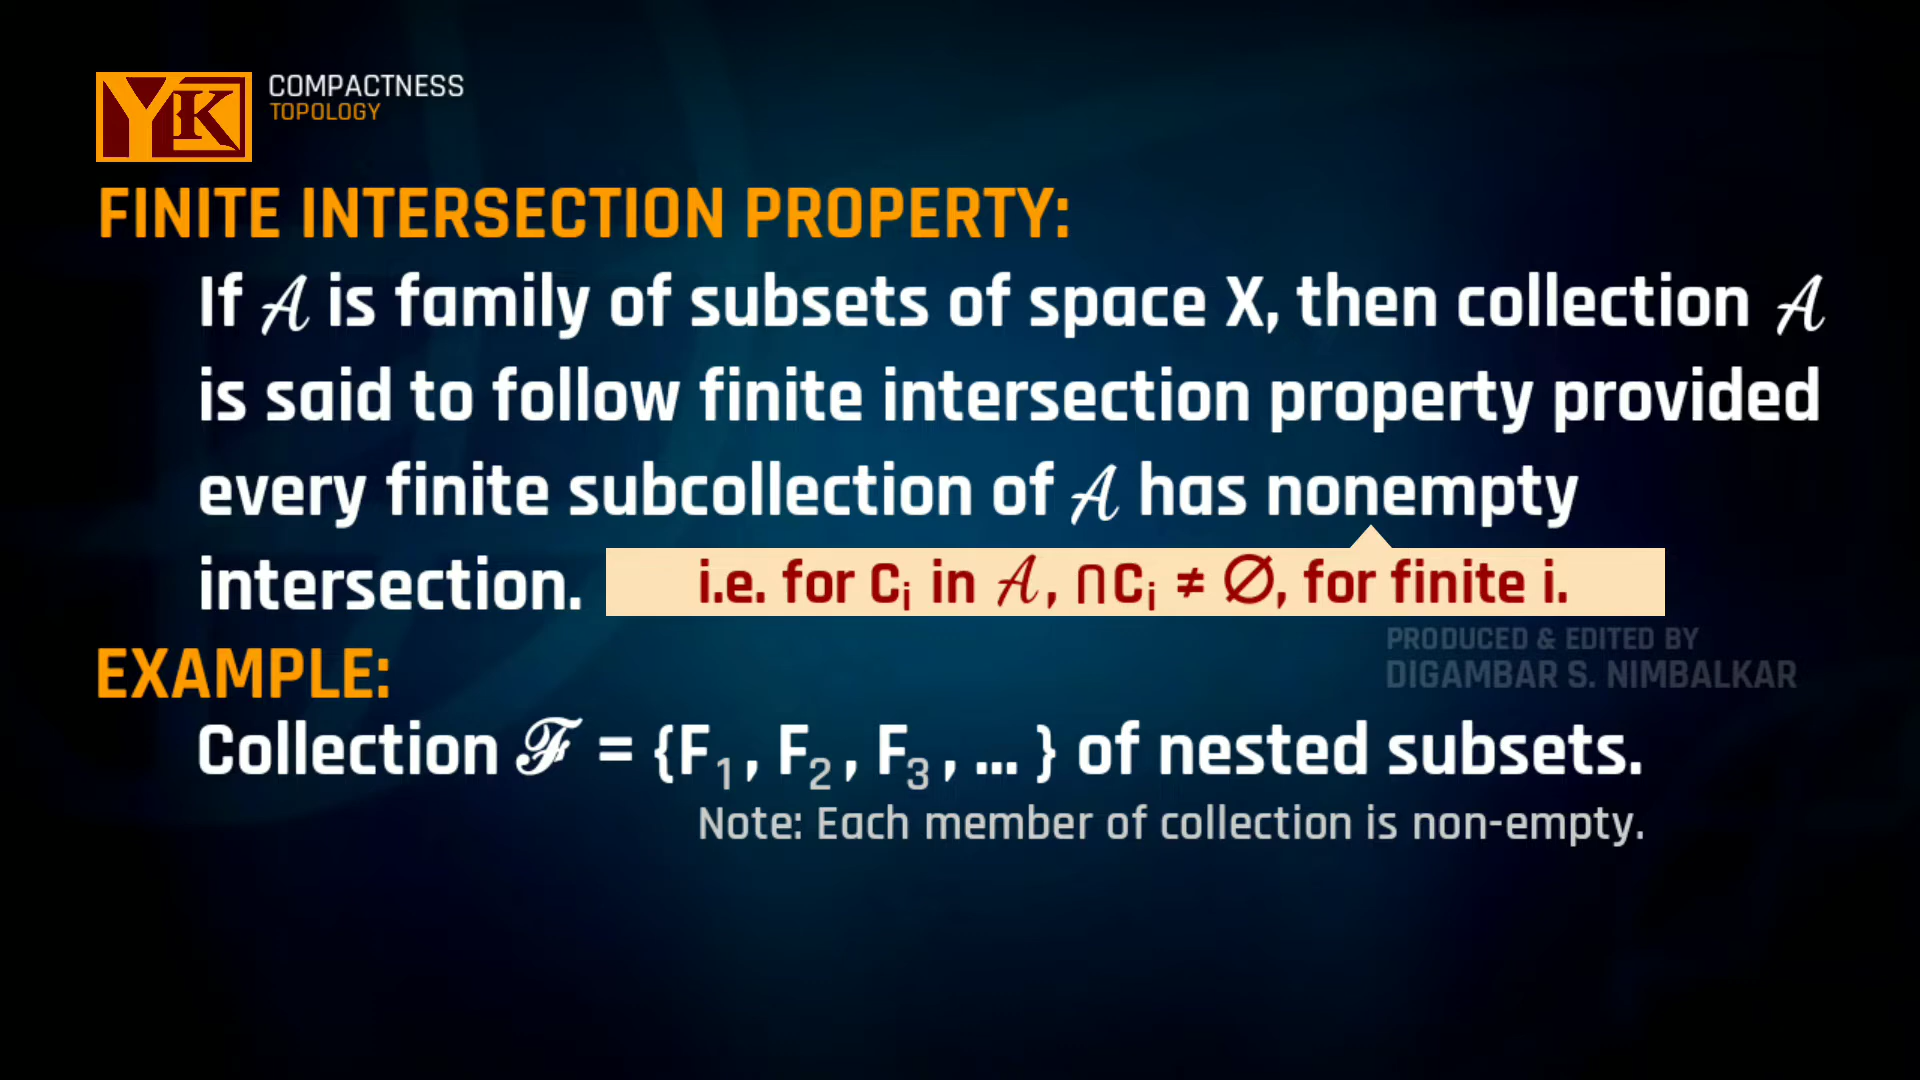 YK
COMPACTNESS
TOPOLOGY
FINITE INTERSECTION PROPERTY:
If 𝒜 is family of subsets of space X, then collection 𝒜
is said to follow finite intersection property provided
every finite subcollection of 𝒜 has nonempty
intersection.
i.e. for Cᵢ in 𝒜, ∩Cᵢ ≠ ∅, for finite i.
PRODUCED & EDITED BY
DIGAMBAR S. NIMBALKAR
EXAMPLE:
Collection ℱ = {F₁, F₂, F₃, ... } of nested subsets.
Note: Each member of collection is non-empty.